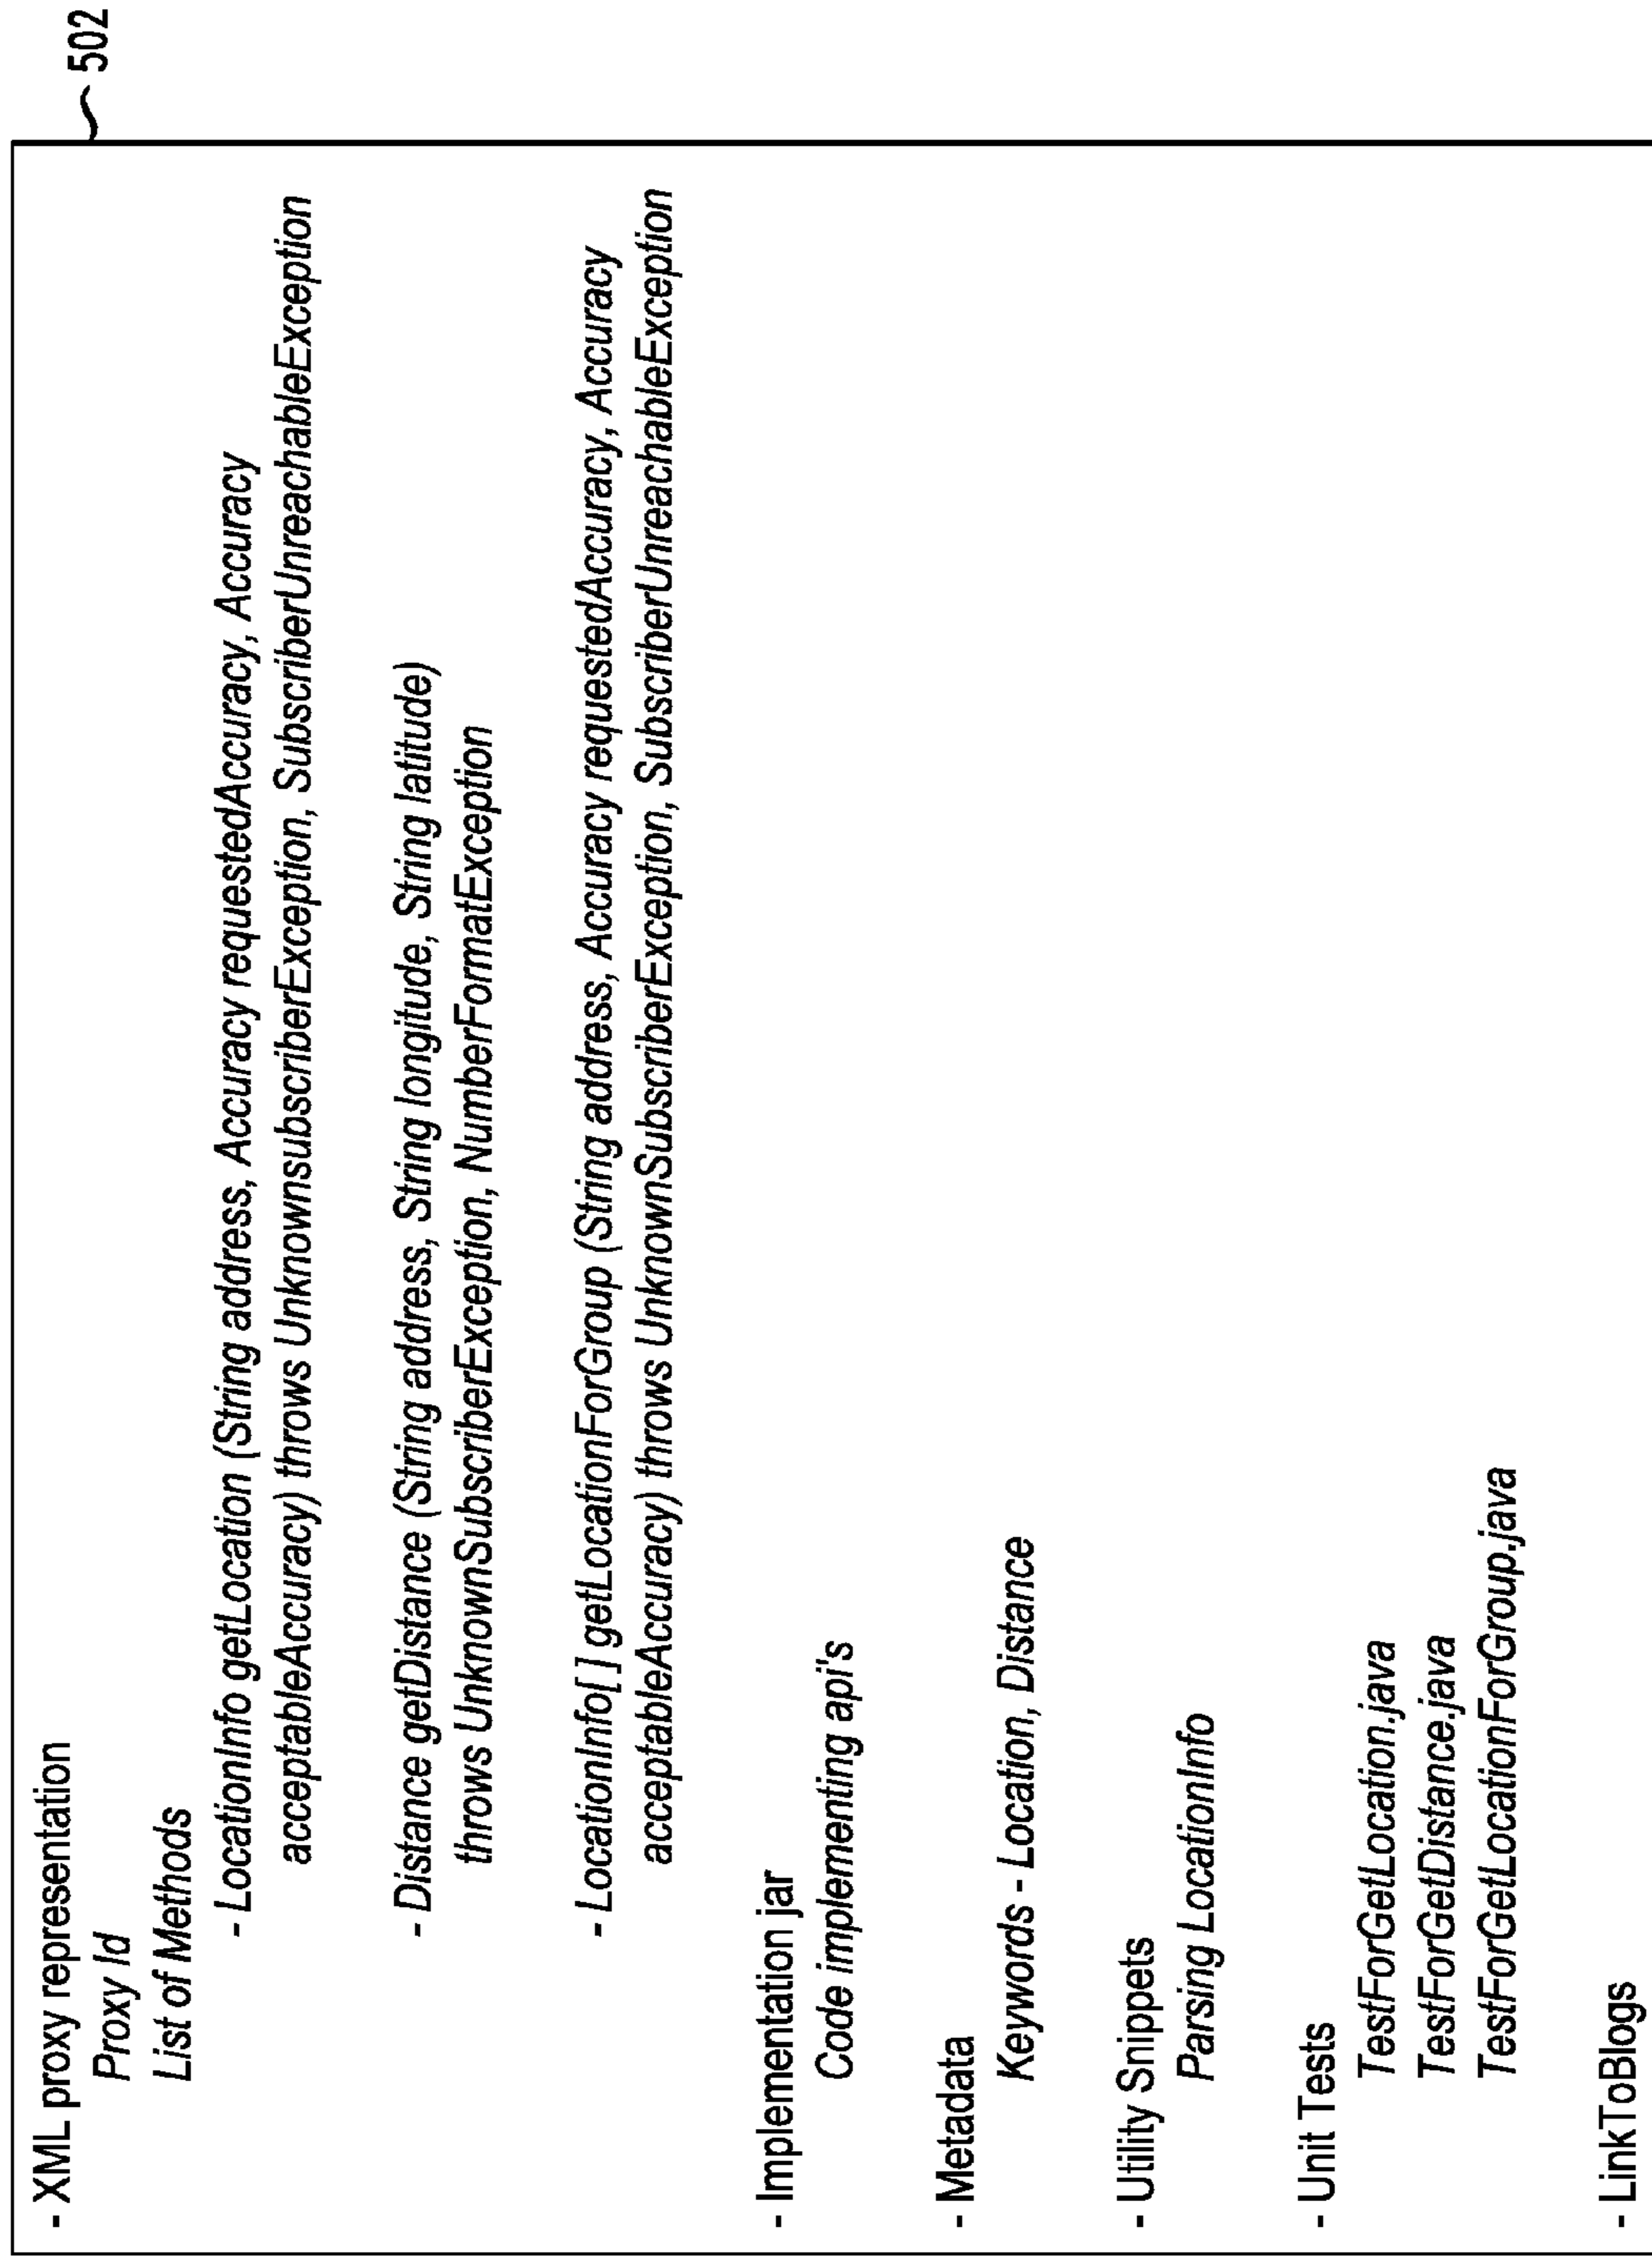 502
- XML proxy representation
Proxy Id
List of Methods
- LocationInfo getLocation (String address, Accuracy requestedAccuracy, Accuracy
acceptableAccuracy) throws UnknownsubscriberException, SubscriberUnreachableException
- Distance getDistance (String address, String longitude, String latitude)
throws UnknownSubscriberException, NumberFormatException
- LocationInfo[ ] getLocationForGroup (String address, Accuracy requestedAccuracy, Accuracy
acceptableAccuracy) throws UnknownSubscriberException, SubscriberUnreachableException
- Implementation jar
Code implementing api's
- Metadata
Keywords - Location, Distance
- Utility Snippets
Parsing LocationInfo
- Unit Tests
TestForGetLocation.java
TestForGetDistance.java
TestForGetLocationForGroup.java
- LinkToBlogs